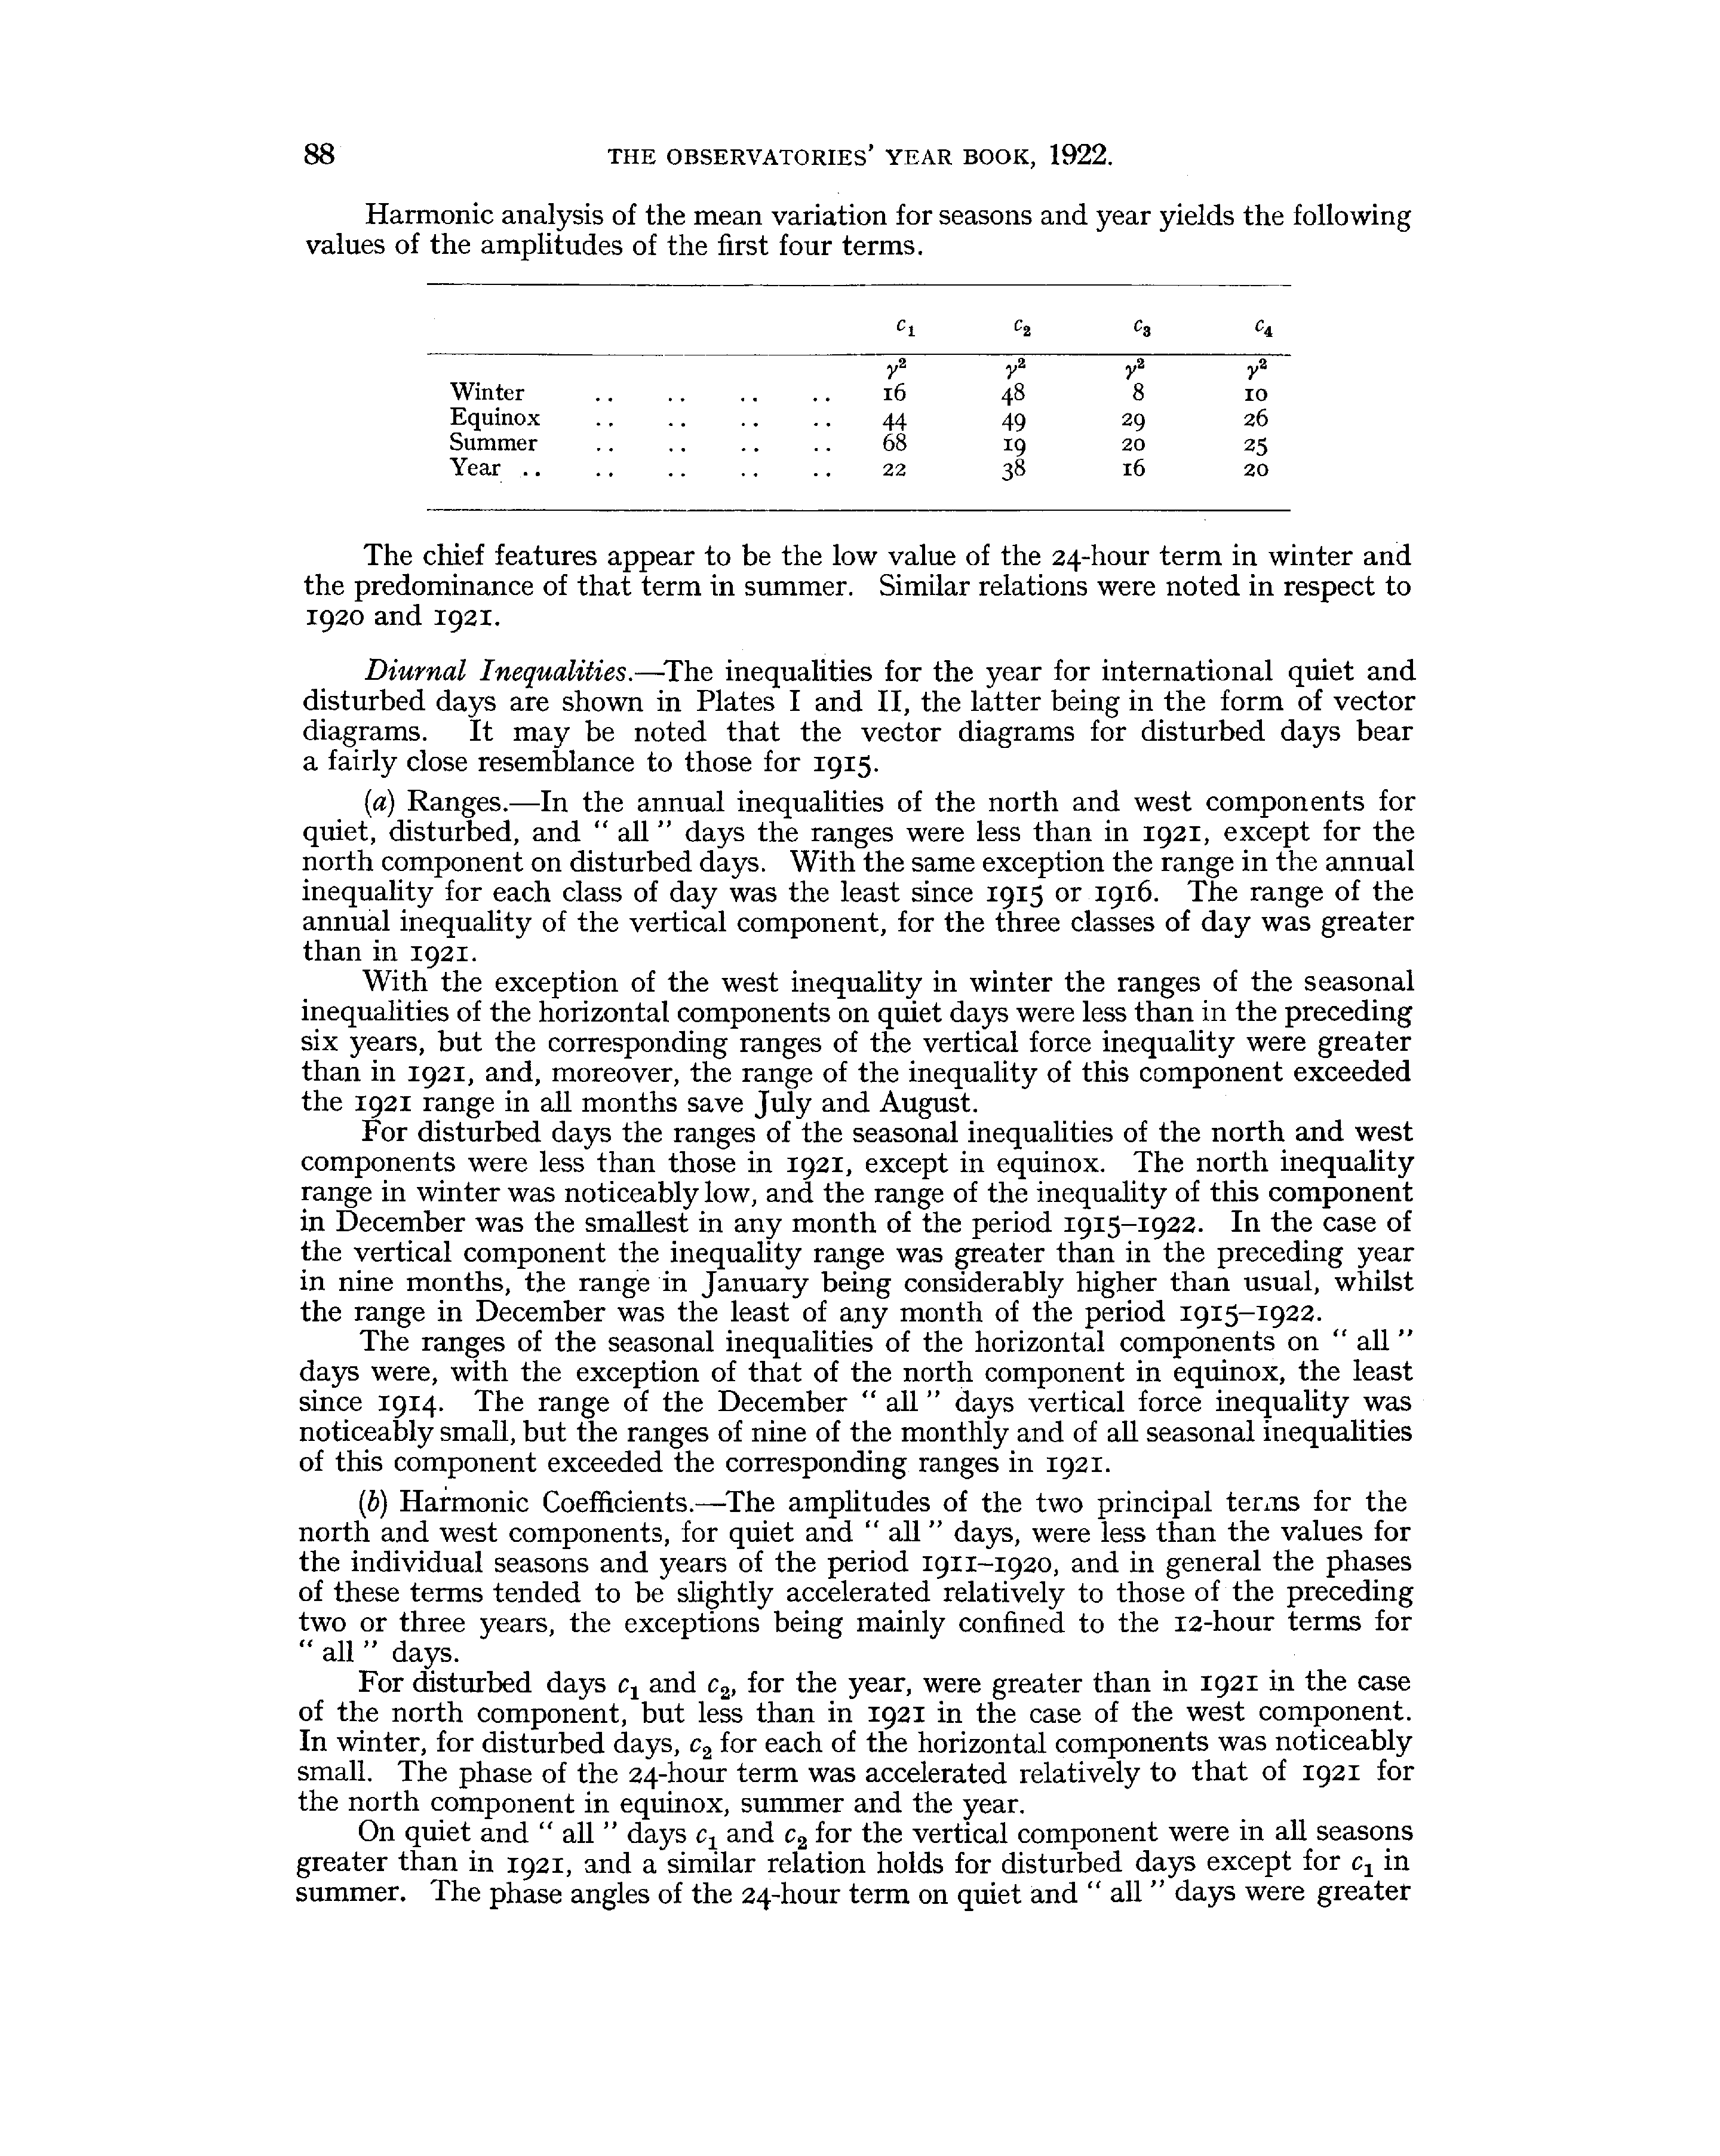 88 THE OBSERVATORIES' YEAR BOOK, 1922.
Harmonic analysis of the mean variation for seasons and year yields the following
values of the amplitudes of the first four terms.
c₁ c₂ c₃ c₄
γ² γ² γ² γ²
Winter .. .. .. .. 16 48 8 10
Equinox .. .. .. .. 44 49 29 26
Summer .. .. .. .. 68 19 20 25
Year .. .. .. .. .. 22 38 16 20
The chief features appear to be the low value of the 24-hour term in winter and
the predominance of that term in summer. Similar relations were noted in respect to
1920 and 1921.
Diurnal Inequalities.—The inequalities for the year for international quiet and
disturbed days are shown in Plates I and II, the latter being in the form of vector
diagrams. It may be noted that the vector diagrams for disturbed days bear
a fairly close resemblance to those for 1915.
(a) Ranges.—In the annual inequalities of the north and west components for
quiet, disturbed, and " all " days the ranges were less than in 1921, except for the
north component on disturbed days. With the same exception the range in the annual
inequality for each class of day was the least since 1915 or 1916. The range of the
annual inequality of the vertical component, for the three classes of day was greater
than in 1921.
With the exception of the west inequality in winter the ranges of the seasonal
inequalities of the horizontal components on quiet days were less than in the preceding
six years, but the corresponding ranges of the vertical force inequality were greater
than in 1921, and, moreover, the range of the inequality of this component exceeded
the 1921 range in all months save July and August.
For disturbed days the ranges of the seasonal inequalities of the north and west
components were less than those in 1921, except in equinox. The north inequality
range in winter was noticeably low, and the range of the inequality of this component
in December was the smallest in any month of the period 1915–1922. In the case of
the vertical component the inequality range was greater than in the preceding year
in nine months, the range in January being considerably higher than usual, whilst
the range in December was the least of any month of the period 1915–1922.
The ranges of the seasonal inequalities of the horizontal components on " all "
days were, with the exception of that of the north component in equinox, the least
since 1914. The range of the December " all " days vertical force inequality was
noticeably small, but the ranges of nine of the monthly and of all seasonal inequalities
of this component exceeded the corresponding ranges in 1921.
(b) Harmonic Coefficients.—The amplitudes of the two principal terms for the
north and west components, for quiet and " all " days, were less than the values for
the individual seasons and years of the period 1911–1920, and in general the phases
of these terms tended to be slightly accelerated relatively to those of the preceding
two or three years, the exceptions being mainly confined to the 12-hour terms for
" all " days.
For disturbed days c₁ and c₂, for the year, were greater than in 1921 in the case
of the north component, but less than in 1921 in the case of the west component.
In winter, for disturbed days, c₂ for each of the horizontal components was noticeably
small. The phase of the 24-hour term was accelerated relatively to that of 1921 for
the north component in equinox, summer and the year.
On quiet and " all " days c₁ and c₂ for the vertical component were in all seasons
greater than in 1921, and a similar relation holds for disturbed days except for c₁ in
summer. The phase angles of the 24-hour term on quiet and " all " days were greater